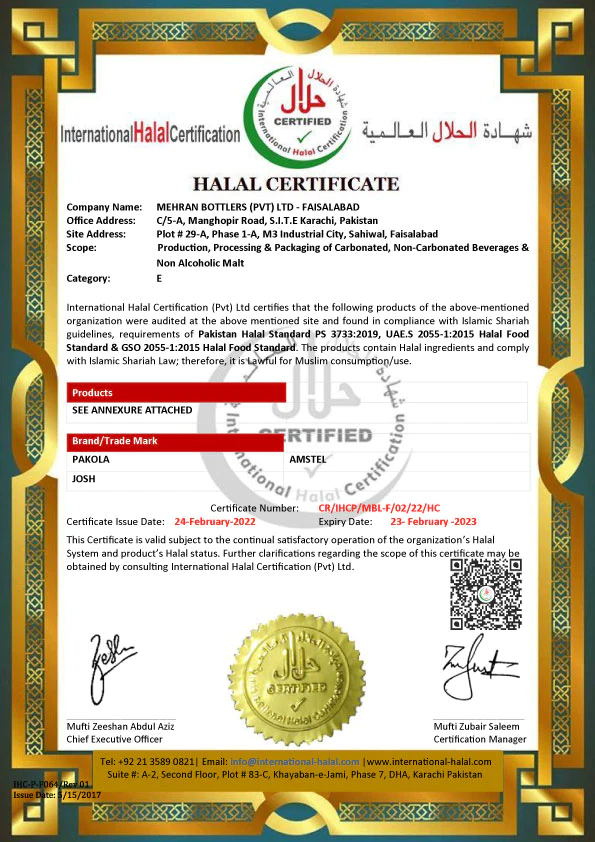 حلال
شهادة الحلال العالمية
CERTIFIED
International Halal Certification
InternationalHalalCertification
شهادة الحلال العالمية
HALAL CERTIFICATE
Company Name: MEHRAN BOTTLERS (PVT) LTD - FAISALABAD
Office Address: C/5-A, Manghopir Road, S.I.T.E Karachi, Pakistan
Site Address: Plot # 29-A, Phase 1-A, M3 Industrial City, Sahiwal, Faisalabad
Scope: Production, Processing & Packaging of Carbonated, Non-Carbonated Beverages &
Non Alcoholic Malt
Category: E
International Halal Certification (Pvt) Ltd certifies that the following products of the above-mentioned
organization were audited at the above mentioned site and found in compliance with Islamic Shariah
guidelines, requirements of Pakistan Halal Standard PS 3733:2019, UAE.S 2055-1:2015 Halal Food
Standard & GSO 2055-1:2015 Halal Food Standard. The products contain Halal ingredients and comply
with Islamic Shariah Law; therefore, it is Lawful for Muslim consumption/use.
Products
SEE ANNEXURE ATTACHED
Brand/Trade Mark
PAKOLA AMSTEL
JOSH
حلال
CERTIFIED
International Halal Certification
Certificate Number: CR/IHCP/MBL-F/02/22/HC
Certificate Issue Date: 24-February-2022 Expiry Date: 23- February -2023
This Certificate is valid subject to the continual satisfactory operation of the organization's Halal
System and product's Halal status. Further clarifications regarding the scope of this certificate may be
obtained by consulting International Halal Certification (Pvt) Ltd.
حلال
CERTIFIED
International Halal Certification
Mufti Zeeshan Abdul Aziz Mufti Zubair Saleem
Chief Executive Officer Certification Manager
Tel: +92 21 3589 0821| Email: info@international-halal.com |www.international-halal.com
Suite #: A-2, Second Floor, Plot # 83-C, Khayaban-e-Jami, Phase 7, DHA, Karachi Pakistan
IHC-P-F064/Rev 01
Issue Date: 5/15/2017